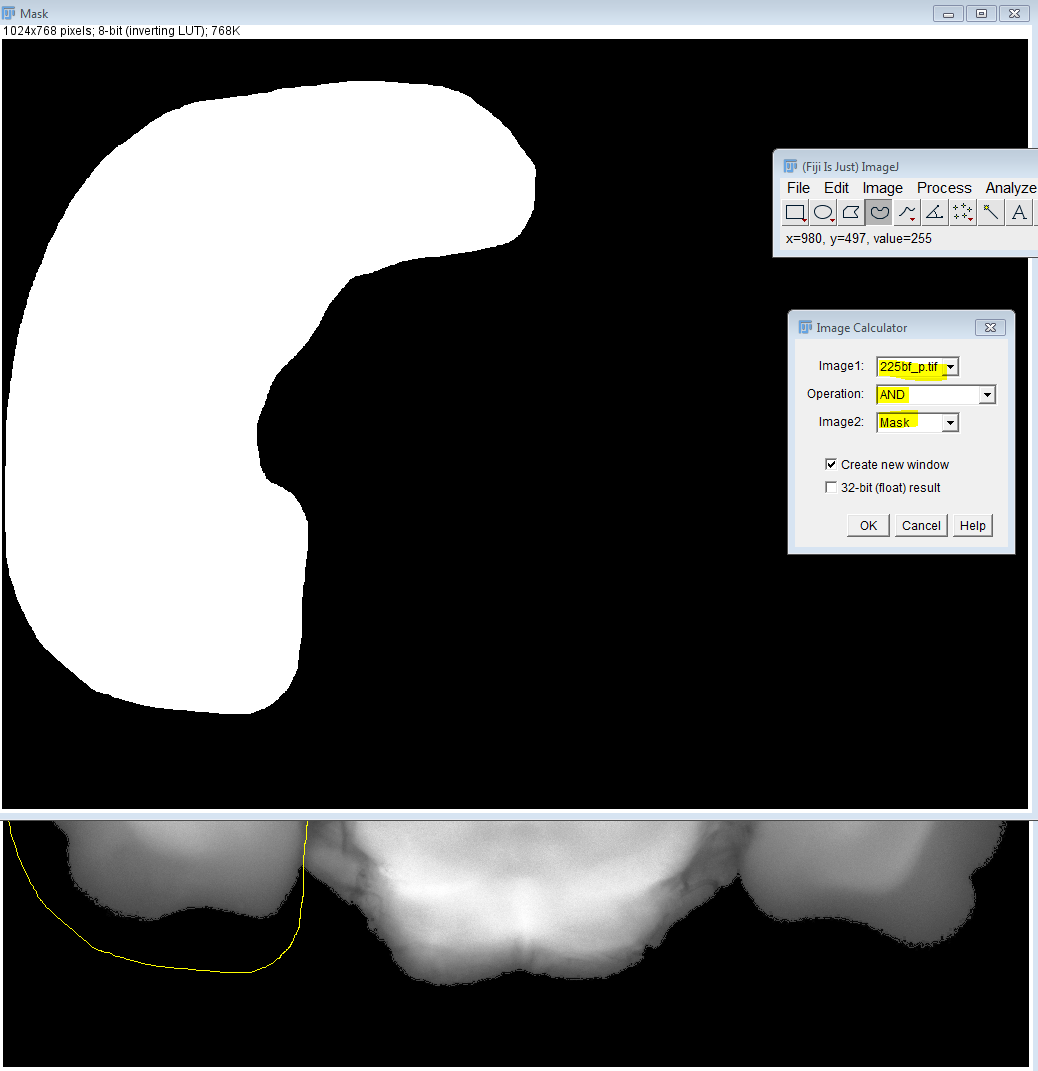 Mask
1024x768 pixels; 8-bit (inverting LUT); 768K
(Fiji Is Just) ImageJ
File Edit Image Process Analyze
A
x=980, y=497, value=255
Image Calculator
Image1: 225bf_p.tif
Operation: AND
Image2: Mask
Create new window
32-bit (float) result
OK Cancel Help